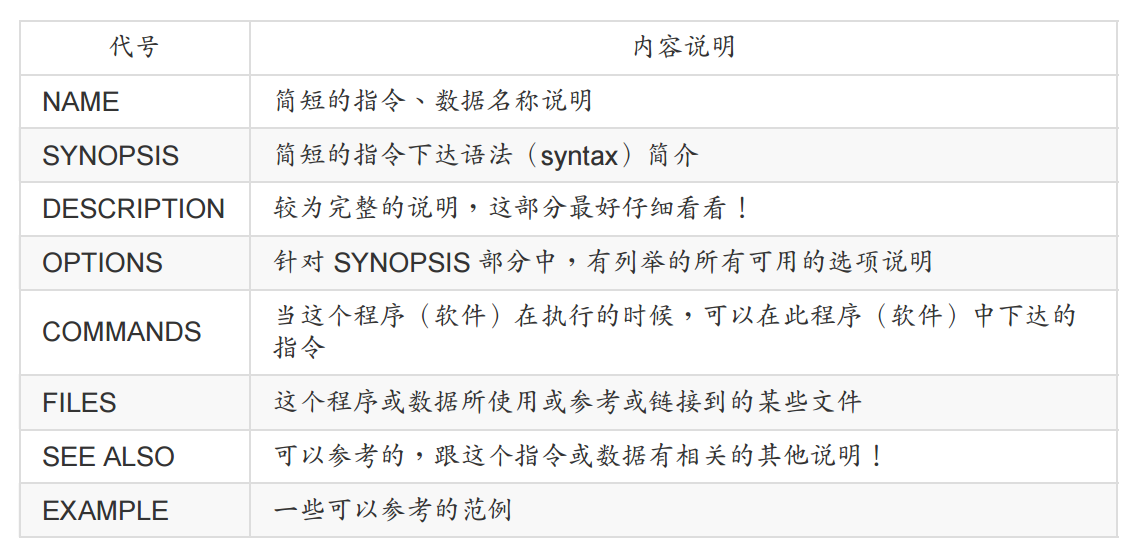 代号 内容说明
NAME 简短的指令、数据名称说明
SYNOPSIS 简短的指令下达语法（syntax）简介
DESCRIPTION 较为完整的说明，这部分最好仔细看看！
OPTIONS 针对 SYNOPSIS 部分中，有列举的所有可用的选项说明
COMMANDS 当这个程序（软件）在执行的时候，可以在此程序（软件）中下达的
指令
FILES 这个程序或数据所使用或参考或链接到的某些文件
SEE ALSO 可以参考的，跟这个指令或数据有相关的其他说明！
EXAMPLE 一些可以参考的范例